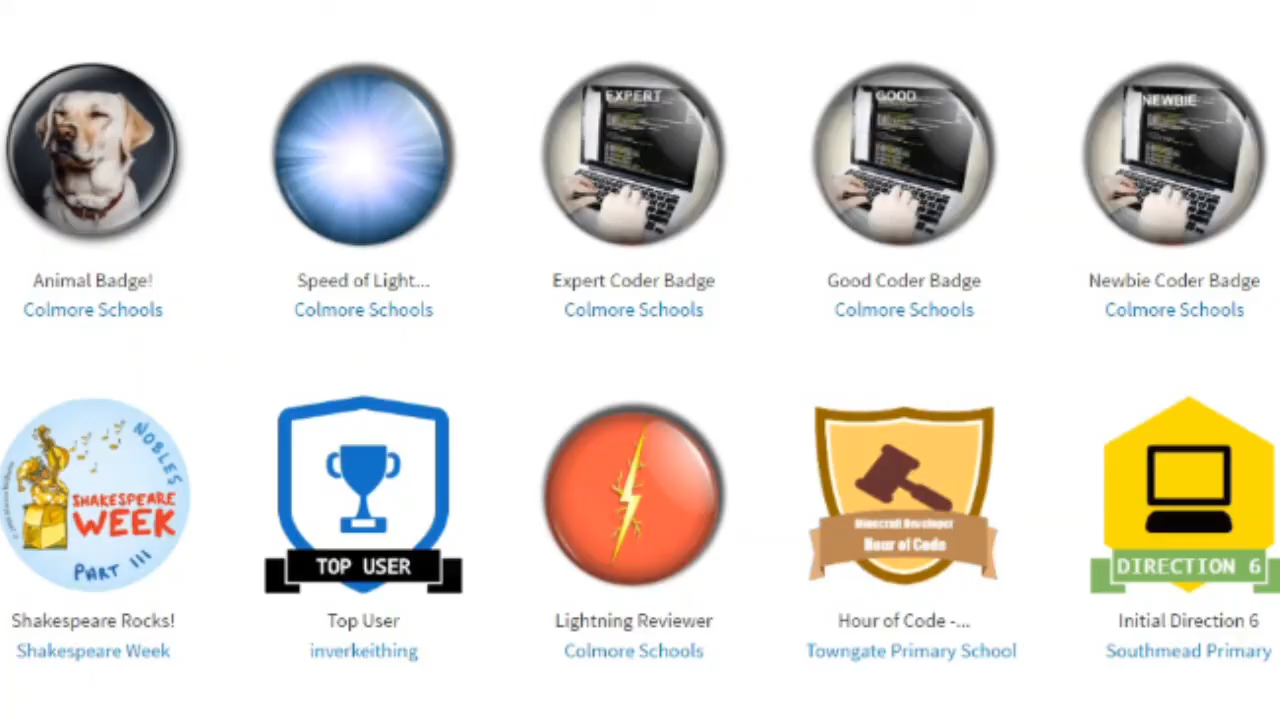 EXPERT
GOOD
NEWBIE
Animal Badge!
Speed of Light...
Expert Coder Badge
Good Coder Badge
Newbie Coder Badge
Colmore Schools
Colmore Schools
Colmore Schools
Colmore Schools
Colmore Schools
NOBLES
SHAKESPEARE
WEEK
PART III
TOP USER
Minecraft Developer
Hour of Code
DIRECTION 6
Shakespeare Rocks!
Top User
Lightning Reviewer
Hour of Code -...
Initial Direction 6
Shakespeare Week
inverkeithing
Colmore Schools
Towngate Primary School
Southmead Primary